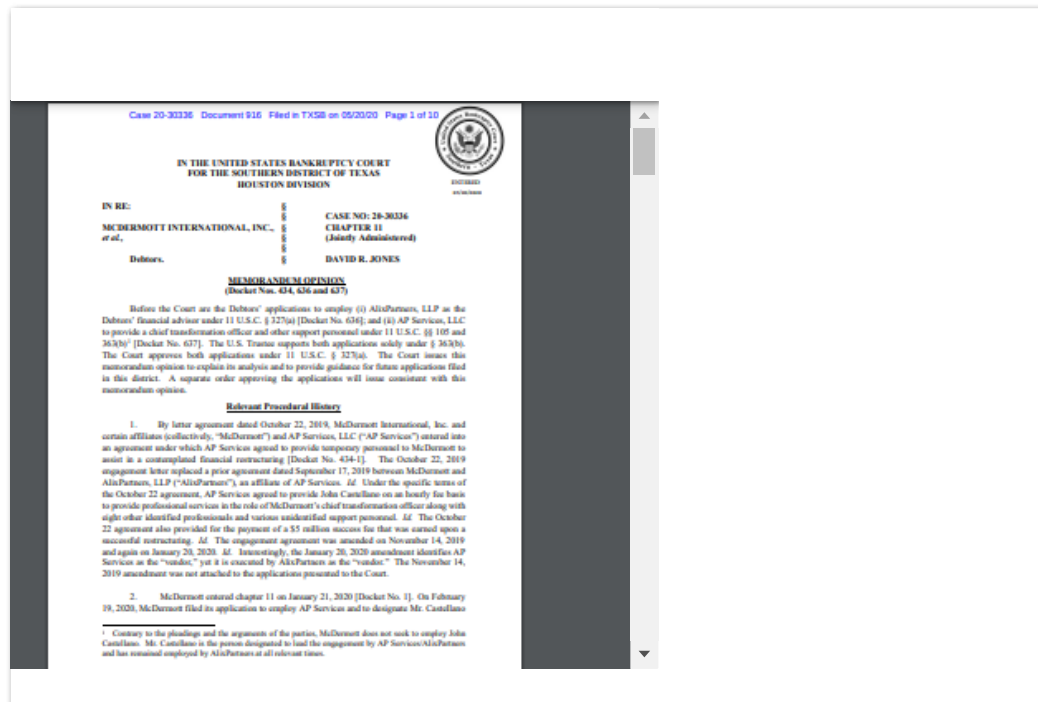 Case 20-30336 Document 916 Filed in TXSB on 05/20/20 Page 1 of 10
United States Bankruptcy Court
Southern Texas
ENTERED
IN THE UNITED STATES BANKRUPTCY COURT
FOR THE SOUTHERN DISTRICT OF TEXAS
HOUSTON DIVISION
IN RE: §
§ CASE NO: 20-30336
MCDERMOTT INTERNATIONAL, INC., § CHAPTER 11
et al., § (Jointly Administered)
§
Debtors. § DAVID R. JONES
MEMORANDUM OPINION
(Docket Nos. 434, 636 and 637)
Before the Court are the Debtors' applications to employ (i) AlixPartners, LLP as the
Debtors' financial advisor under 11 U.S.C. § 327(a) [Docket No. 636]; and (ii) AP Services, LLC
to provide a chief transformation officer and other support personnel under 11 U.S.C. §§ 105 and
363(b)¹ [Docket No. 637]. The U.S. Trustee supports both applications solely under § 363(b).
The Court approves both applications under 11 U.S.C. § 327(a). The Court issues this
memorandum opinion to explain its analysis and to provide guidance for future applications filed
in this district. A separate order approving the applications will issue consistent with this
memorandum opinion.
Relevant Procedural History
1. By letter agreement dated October 22, 2019, McDermott International, Inc. and
certain affiliates (collectively, "McDermott") and AP Services, LLC ("AP Services") entered into
an agreement under which AP Services agreed to provide temporary personnel to McDermott to
assist in a contemplated financial restructuring [Docket No. 434-1]. The October 22, 2019
engagement letter replaced a prior agreement dated September 17, 2019 between McDermott and
AlixPartners, LLP ("AlixPartners"), an affiliate of AP Services. Id. Under the specific terms of
the October 22 agreement, AP Services agreed to provide John Castellano on an hourly fee basis
to provide professional services in the role of McDermott's chief transformation officer along with
eight other identified professionals and various unidentified support personnel. Id. The October
22 agreement also provided for the payment of a $5 million success fee that was earned upon a
successful restructuring. Id. The engagement agreement was amended on November 14, 2019
and again on January 20, 2020. Id. Interestingly, the January 20, 2020 amendment identifies AP
Services as the "vendor," yet it is executed by AlixPartners as the "vendor." The November 14,
2019 amendment was not attached to the applications presented to the Court.
2. McDermott entered chapter 11 on January 21, 2020 [Docket No. 1]. On February
19, 2020, McDermott filed its application to employ AP Services and to designate Mr. Castellano
¹ Contrary to the pleadings and the arguments of the parties, McDermott does not seek to employ John
Castellano. Mr. Castellano is the person designated to lead the engagement by AP Services/AlixPartners
and has remained employed by AlixPartners at all relevant times.